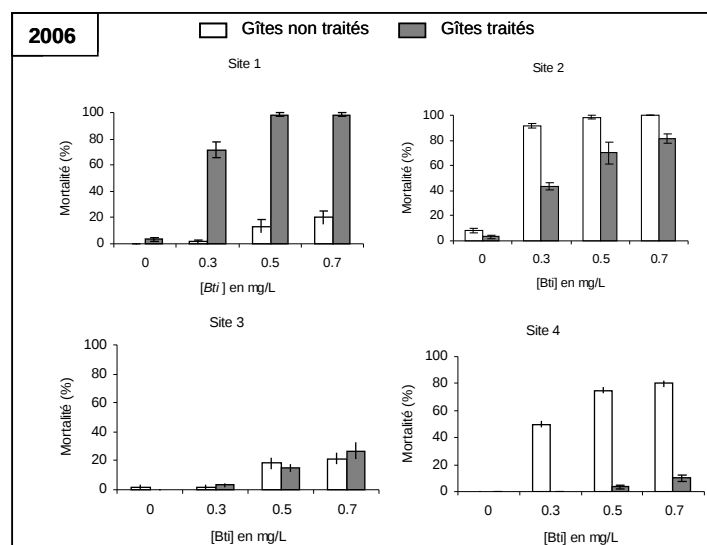 2006
Gîtes non traités
Gîtes traités
Site 1
Mortalité (%)
100
80
60
40
20
0
0 0.3 0.5 0.7
[Bti ] en mg/L
Site 2
Mortalité (%)
100
80
60
40
20
0
0 0.3 0.5 0.7
[Bti] en mg/L
Site 3
Mortalité (%)
100
80
60
40
20
0
0 0.3 0.5 0.7
[Bti] en mg/L
Site 4
Mortalité (%)
100
80
60
40
20
0
0 0.3 0.5 0.7
[Bti] en mg/L